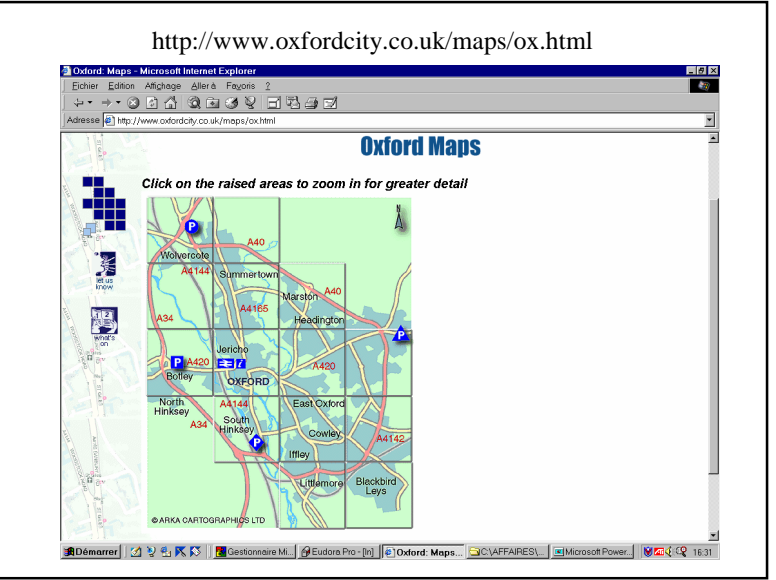 http://www.oxfordcity.co.uk/maps/ox.html
Oxford: Maps - Microsoft Internet Explorer
Fichier Edition Affichage Aller à Favoris ?
Adresse http://www.oxfordcity.co.uk/maps/ox.html
Oxford Maps
Click on the raised areas to zoom in for greater detail
let us
know
what's
on
N
P
A40
Wolvercote
A4144 Summertown
Marston A40
A34 A4165 Headington
Jericho P
P A420 i A420
Botley OXFORD
North
Hinksey A4144 East Oxford
A34 South
Hinksey Cowley A4142
P Iffley
Littlemore Blackbird
Leys
© ARKA CARTOGRAPHICS LTD
Démarrer Gestionnaire Mi... Eudora Pro - [In] Oxford: Maps... C:\AFFAIRES\... Microsoft Power... 16:31